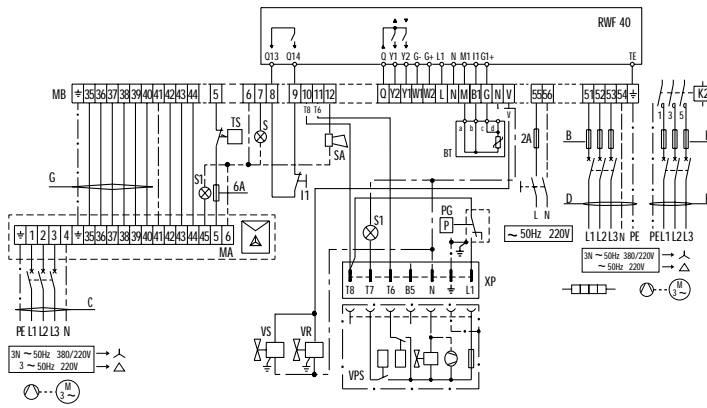 RWF 40
Q13 Q14 Q Y1 Y2 G- G+ L1 N M1 I1 G1+ TE
K2
MB 35 36 37 38 39 40 41 42 43 44 5 6 7 8 9 10 11 12 Q Y2 Y1 W1 W2 L N M B1 G N V 55 56 51 52 53 54
T8 T6 V
1 3 5
TS S SA
a b c d
BT
2A
B
G S1 6A I1
S1 PG P
L N
D
~ 50Hz 220V
L1 L2 L3 N PE PE L1 L2 L3
1 2 3 4 35 36 37 38 39 40 41 42 43 44 45 5 6
MA
3N ~ 50Hz 380/220V
~ 50Hz 220V
T8 T7 T6 B5 N L1
XP
C
M
3 ~
PE L1 L2 L3 N
VS VR
VPS
3N ~ 50Hz 380/220V
3 ~ 50Hz 220V
M
3 ~